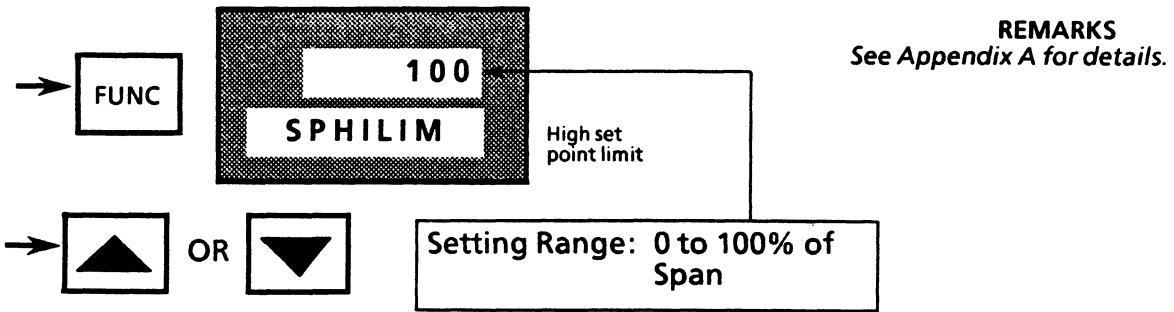 REMARKS
See Appendix A for details.
FUNC
100
SPHILIM
High set
point limit
OR
Setting Range: 0 to 100% of
Span